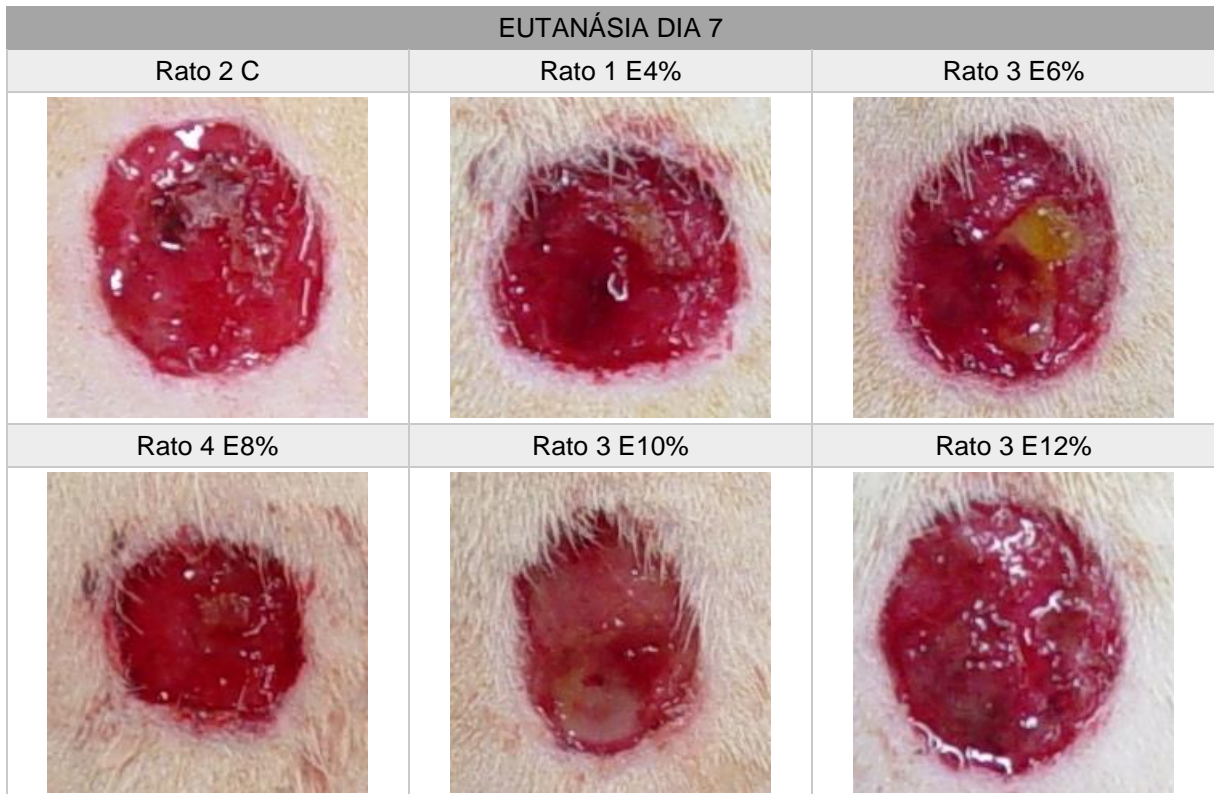 EUTANÁSIA DIA 7
Rato 2 C
Rato 1 E4%
Rato 3 E6%
Rato 4 E8%
Rato 3 E10%
Rato 3 E12%